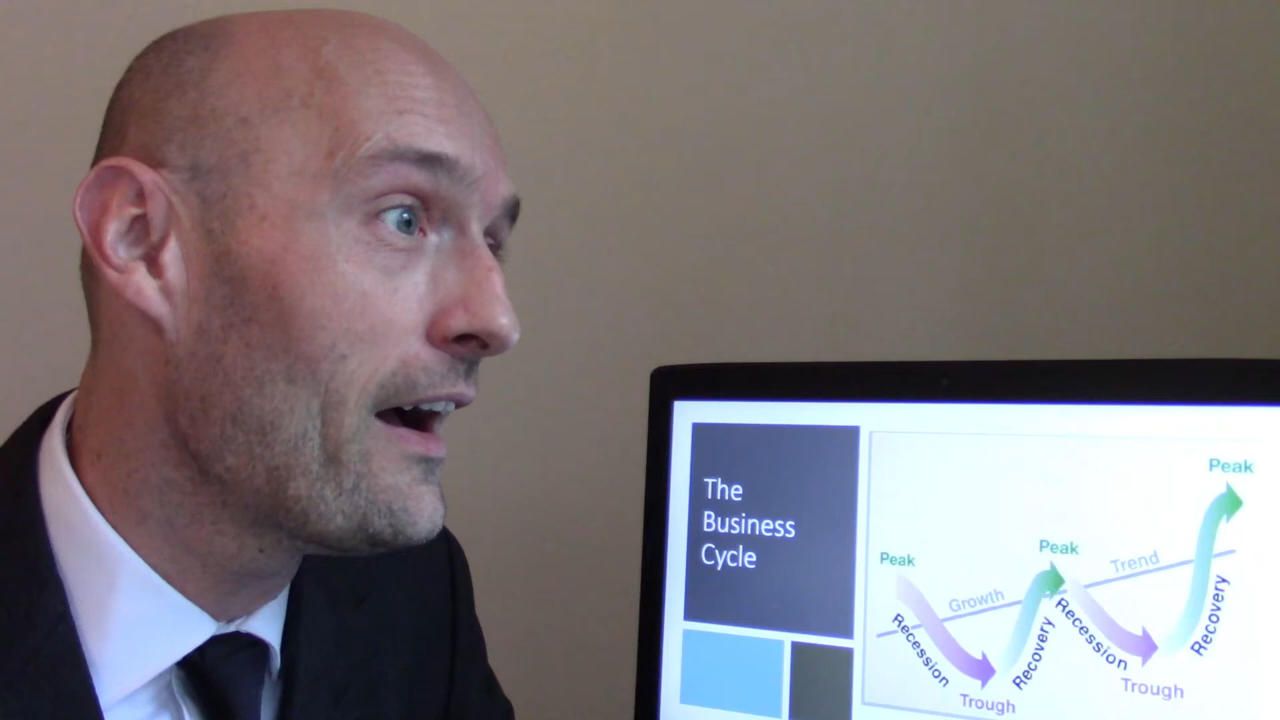 The
Business
Cycle
Peak
Recession
Trough
Growth
Recovery
Peak
Recession
Trough
Trend
Recovery
Peak